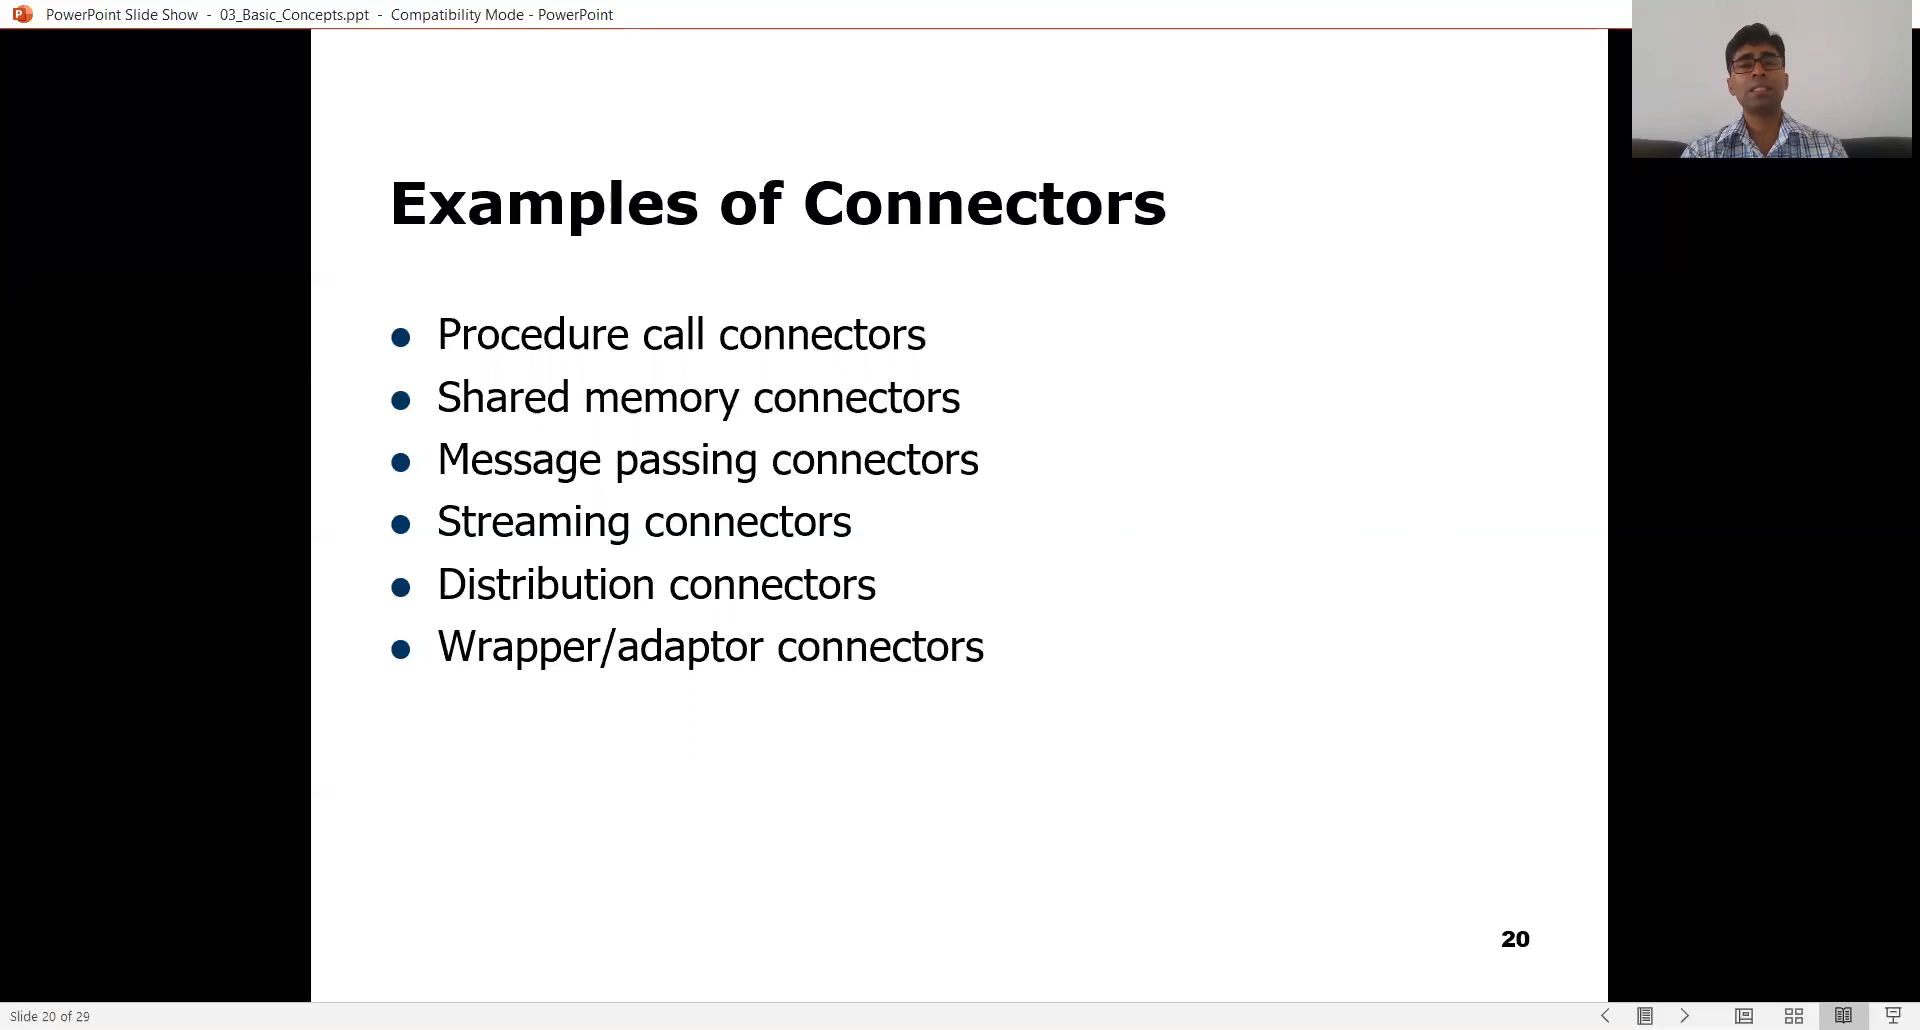 PowerPoint Slide Show - 03_Basic_Concepts.ppt - Compatibility Mode - PowerPoint
Examples of Connectors
Procedure call connectors
Shared memory connectors
Message passing connectors
Streaming connectors
Distribution connectors
Wrapper/adaptor connectors
20
Slide 20 of 29